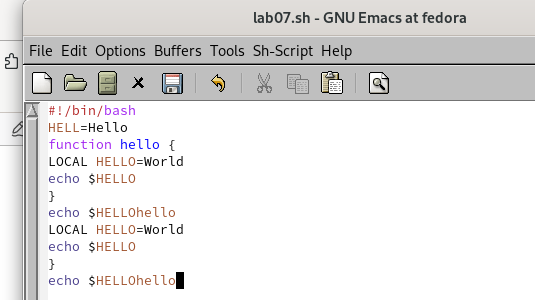 lab07.sh - GNU Emacs at fedora
File Edit Options Buffers Tools Sh-Script Help
#!/bin/bash
HELL=Hello
function hello {
LOCAL HELLO=World
echo $HELLO
}
echo $HELLOhello
LOCAL HELLO=World
echo $HELLO
}
echo $HELLOhello